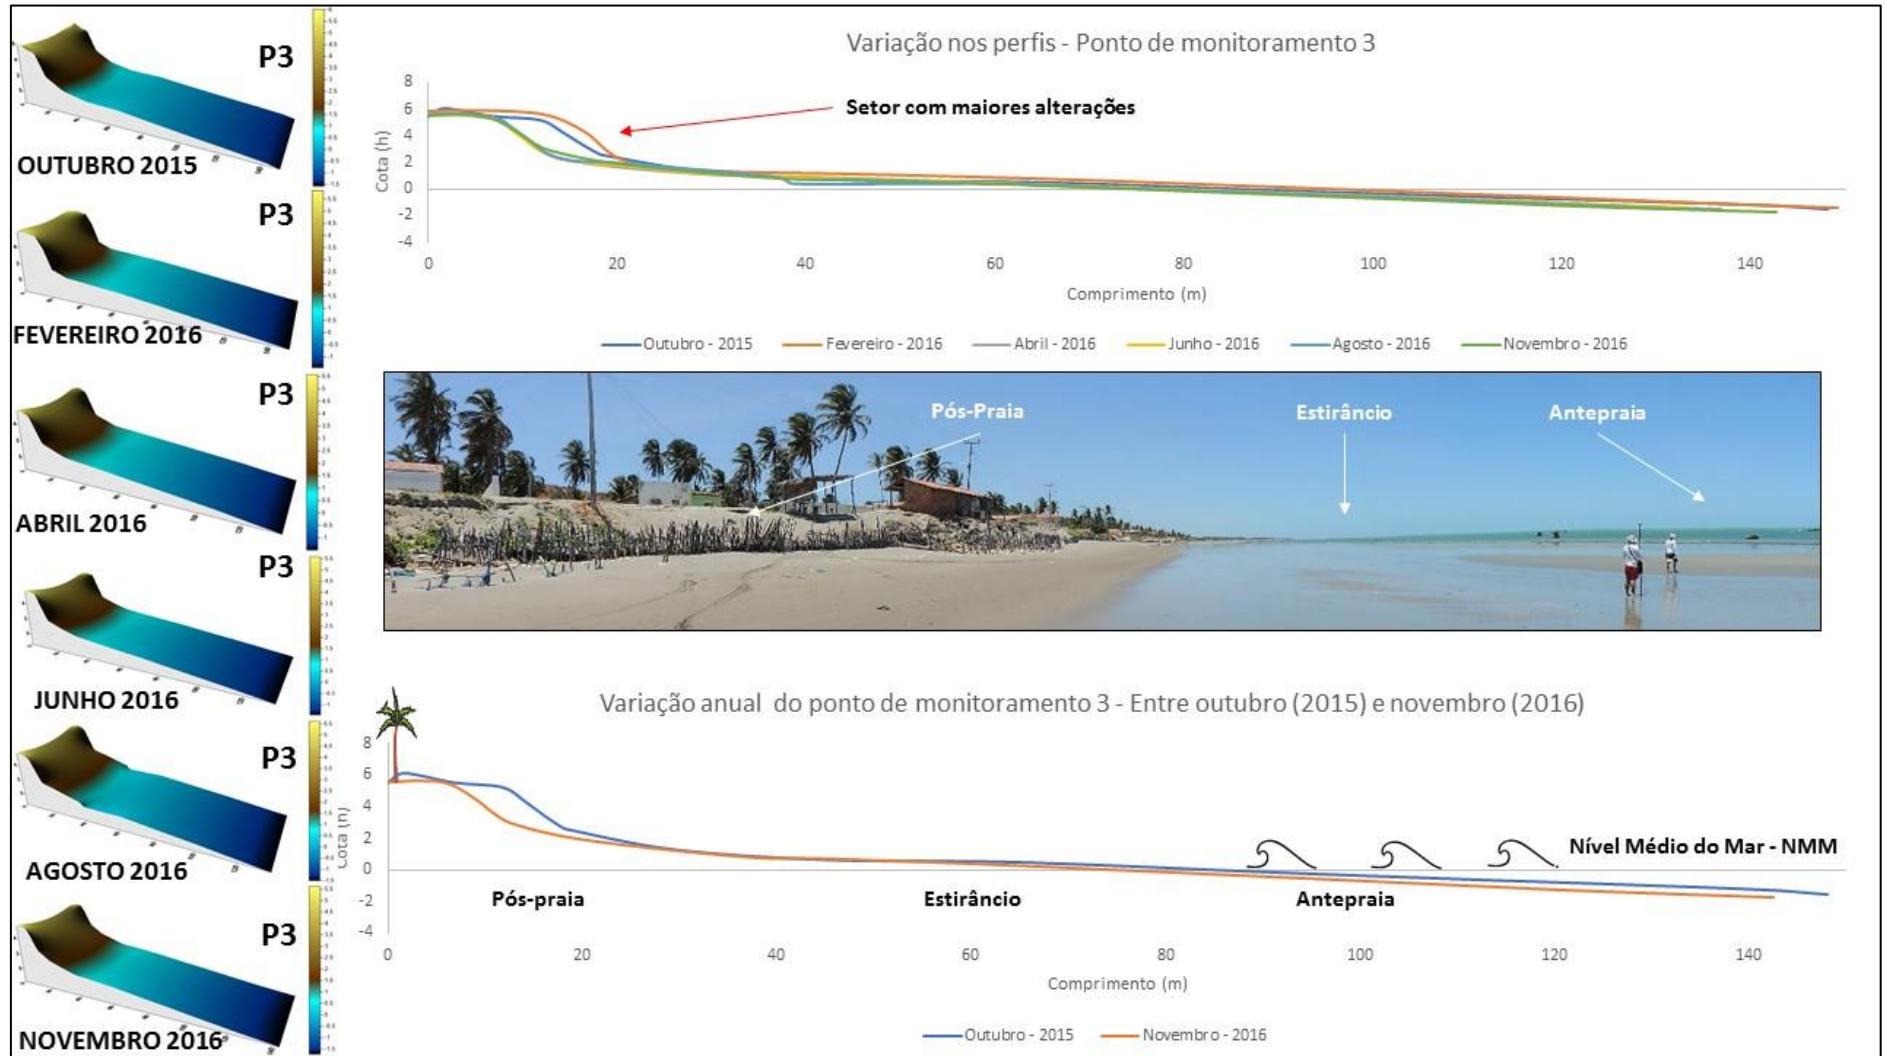 P3
OUTUBRO 2015
P3
FEVEREIRO 2016
P3
ABRIL 2016
P3
JUNHO 2016
P3
AGOSTO 2016
P3
NOVEMBRO 2016
Variação nos perfis - Ponto de monitoramento 3
Setor com maiores alterações
Cota (h)
8
6
4
2
0
-2
-4
0 20 40 60 80 100 120 140
Comprimento (m)
Outubro - 2015 Fevereiro - 2016 Abril - 2016 Junho - 2016 Agosto - 2016 Novembro - 2016
Pós-Praia Estirâncio Antepraia
Variação anual do ponto de monitoramento 3 - Entre outubro (2015) e novembro (2016)
Cota (h)
8
6
4
2
0
-2
-4
Nível Médio do Mar - NMM
Pós-praia Estirâncio Antepraia
0 20 40 60 80 100 120 140
Comprimento (m)
Outubro - 2015 Novembro - 2016